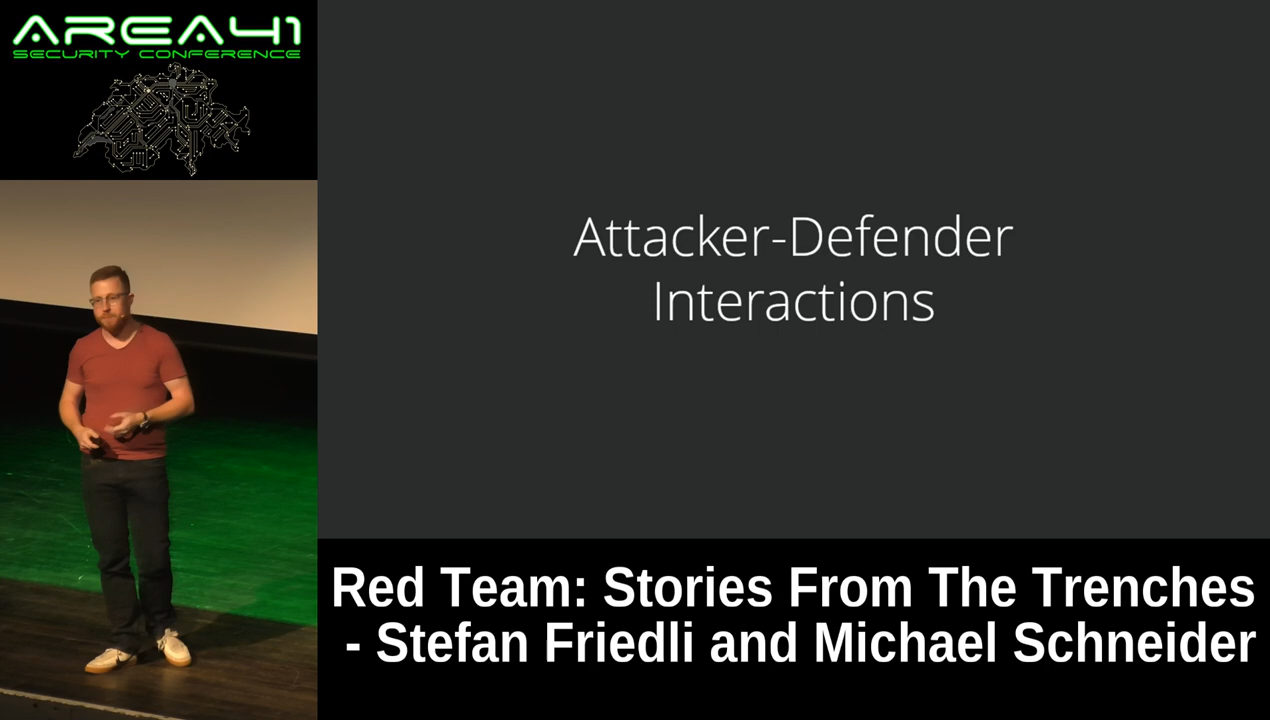 AREA41
SECURITY CONFERENCE
Attacker-Defender
Interactions
Red Team: Stories From The Trenches
- Stefan Friedli and Michael Schneider